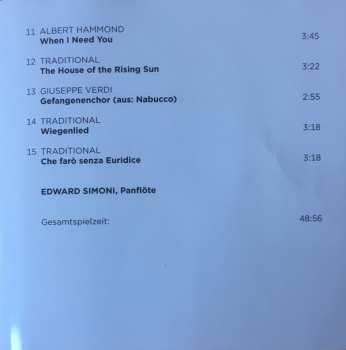 11 ALBERT HAMMOND
When I Need You 3:45
12 TRADITIONAL
The House of the Rising Sun 3:22
13 GIUSEPPE VERDI
Gefangenenchor (aus: Nabucco) 2:55
14 TRADITIONAL
Wiegenlied 3:18
15 TRADITIONAL
Che farò senza Euridice 3:18
EDWARD SIMONI, Panflöte
Gesamtspielzeit: 48:56